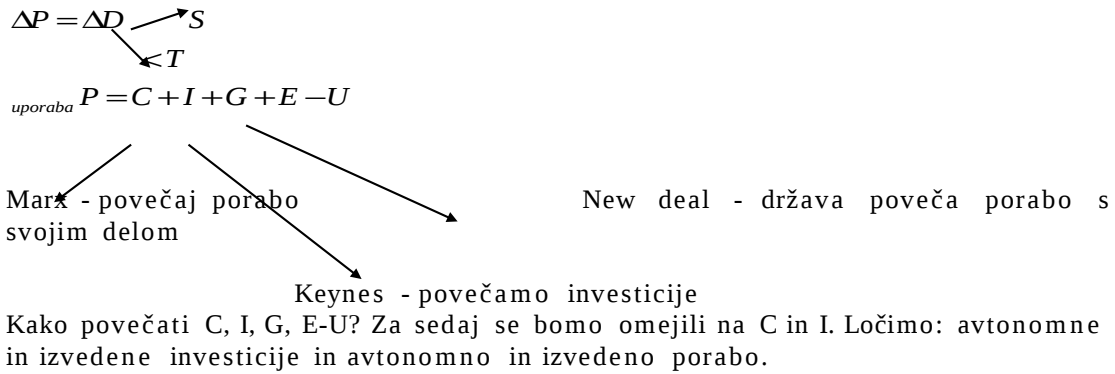 ΔP = ΔD S
< T
uporaba P = C + I + G + E − U
Marx - povečaj porabo New deal - država poveča porabo s
svojim delom
Keynes - povečamo investicije
Kako povečati C, I, G, E-U? Za sedaj se bomo omejili na C in I. Ločimo: avtonomne
in izvedene investicije in avtonomno in izvedeno porabo.